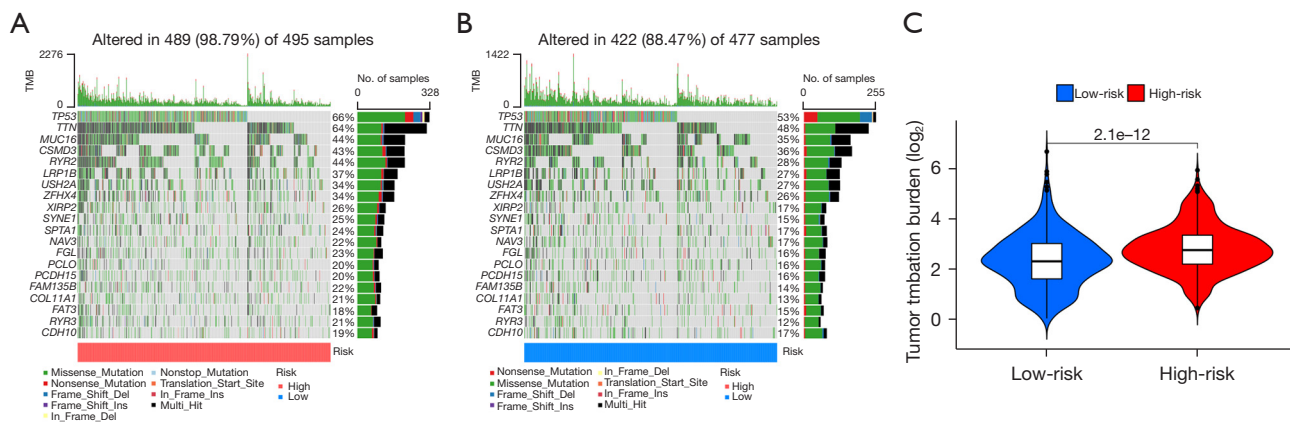 A
Altered in 489 (98.79%) of 495 samples
2276
TMB
0
No. of samples
0 328
TP53 66%
TTN 64%
MUC16 44%
CSMD3 43%
RYR2 44%
LRP1B 37%
USH2A 34%
ZFHX4 34%
XIRP2 26%
SYNE1 25%
SPTA1 24%
NAV3 22%
FGL 23%
PCLO 20%
PCDH15 20%
FAM135B 22%
COL11A1 21%
FAT3 18%
RYR3 21%
CDH10 19%
Risk
Missense_Mutation Nonstop_Mutation Risk
Nonsense_Mutation Translation_Start_Site High
Frame_Shift_Del In_Frame_Ins Low
Frame_Shift_Ins Multi_Hit
In_Frame_Del
B
Altered in 422 (88.47%) of 477 samples
1422
TMB
0
No. of samples
0 255
TP53 53%
TTN 48%
MUC16 35%
CSMD3 36%
RYR2 28%
LRP1B 27%
USH2A 27%
ZFHX4 26%
XIRP2 17%
SYNE1 15%
SPTA1 17%
NAV3 17%
FGL 16%
PCLO 16%
PCDH15 16%
FAM135B 14%
COL11A1 13%
FAT3 15%
RYR3 12%
CDH10 17%
Risk
Nonsense_Mutation In_Frame_Del Risk
Missense_Mutation Translation_Start_Site High
Frame_Shift_Del In_Frame_Ins Low
Frame_Shift_Ins Multi_Hit
C
Low-risk High-risk
2.1e–12
Tumor tmbation burden (log2)
6
4
2
0
Low-risk High-risk